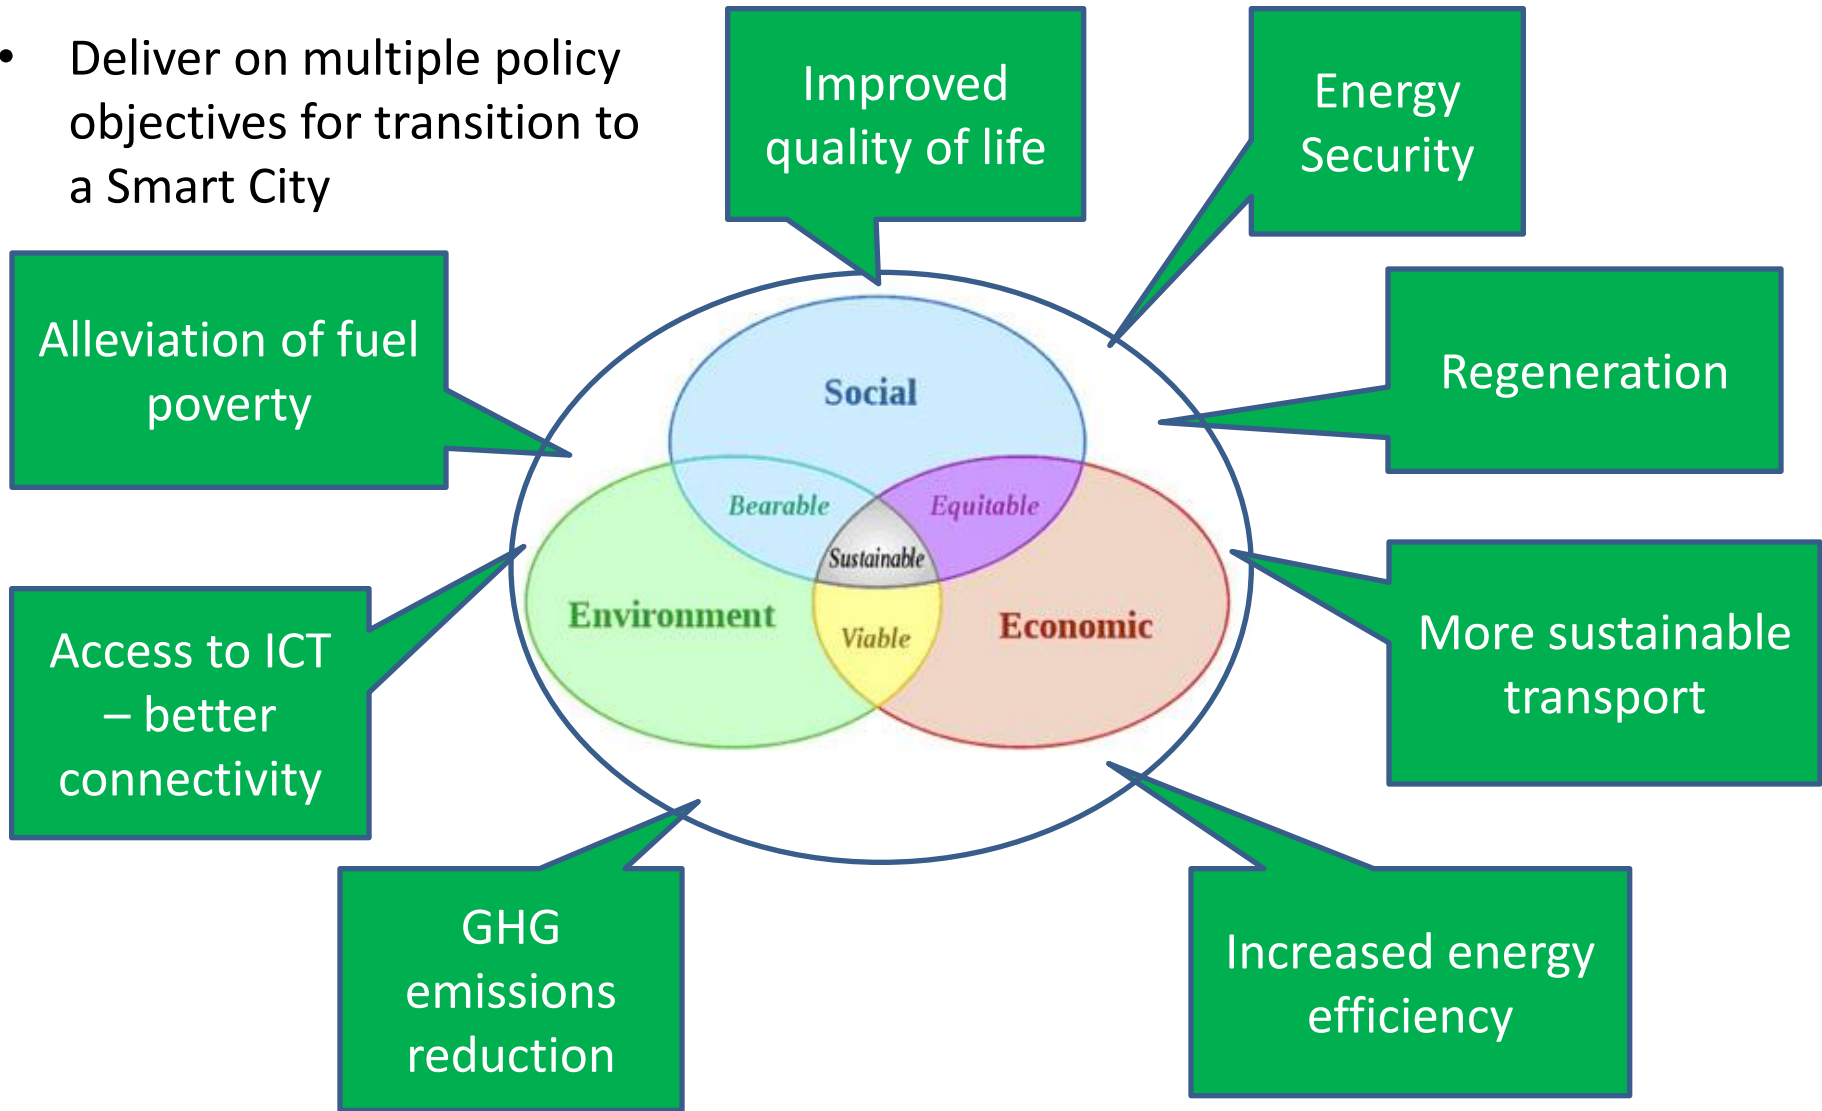 • Deliver on multiple policy
objectives for transition to
a Smart City
Improved
quality of life
Energy
Security
Alleviation of fuel
poverty
Regeneration
Social
Bearable
Equitable
Sustainable
Environment
Viable
Economic
Access to ICT
– better
connectivity
More sustainable
transport
GHG
emissions
reduction
Increased energy
efficiency